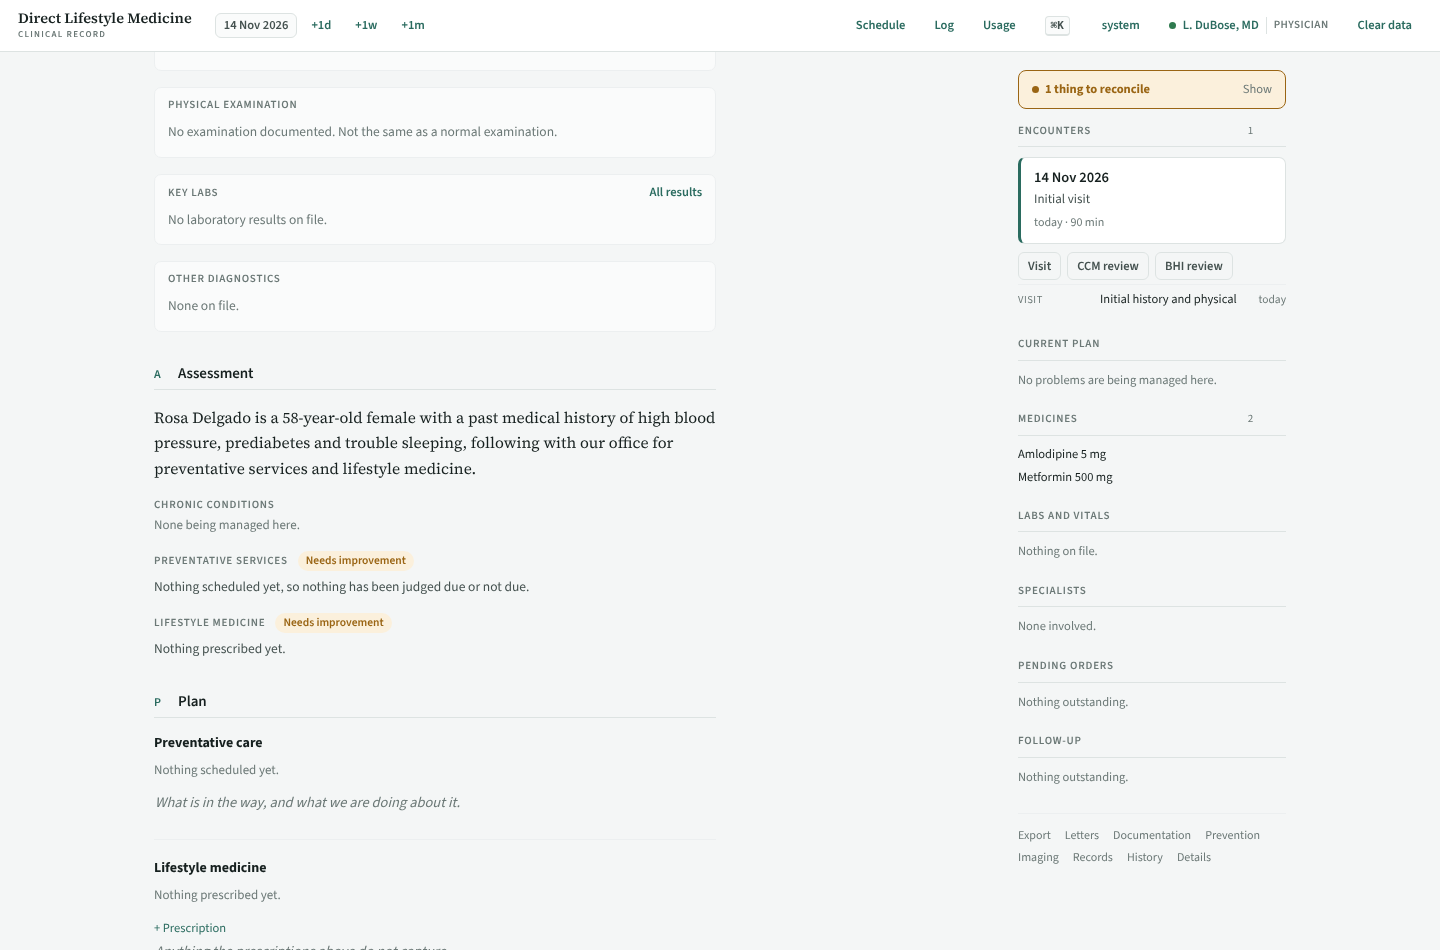 Direct Lifestyle Medicine
CLINICAL RECORD
14 Nov 2026 +1d +1w +1m
Schedule Log Usage ⌘K system L. DuBose, MD PHYSICIAN Clear data
PHYSICAL EXAMINATION
No examination documented. Not the same as a normal examination.
KEY LABS All results
No laboratory results on file.
OTHER DIAGNOSTICS
None on file.
A Assessment
Rosa Delgado is a 58-year-old female with a past medical history of high blood
pressure, prediabetes and trouble sleeping, following with our office for
preventative services and lifestyle medicine.
CHRONIC CONDITIONS
None being managed here.
PREVENTATIVE SERVICES Needs improvement
Nothing scheduled yet, so nothing has been judged due or not due.
LIFESTYLE MEDICINE Needs improvement
Nothing prescribed yet.
P Plan
Preventative care
Nothing scheduled yet.
What is in the way, and what we are doing about it.
Lifestyle medicine
Nothing prescribed yet.
+ Prescription
Anything the prescriptions above do not capture.
1 thing to reconcile Show
ENCOUNTERS 1
14 Nov 2026
Initial visit
today · 90 min
Visit CCM review BHI review
VISIT Initial history and physical today
CURRENT PLAN
No problems are being managed here.
MEDICINES 2
Amlodipine 5 mg
Metformin 500 mg
LABS AND VITALS
Nothing on file.
SPECIALISTS
None involved.
PENDING ORDERS
Nothing outstanding.
FOLLOW-UP
Nothing outstanding.
Export Letters Documentation Prevention
Imaging Records History Details